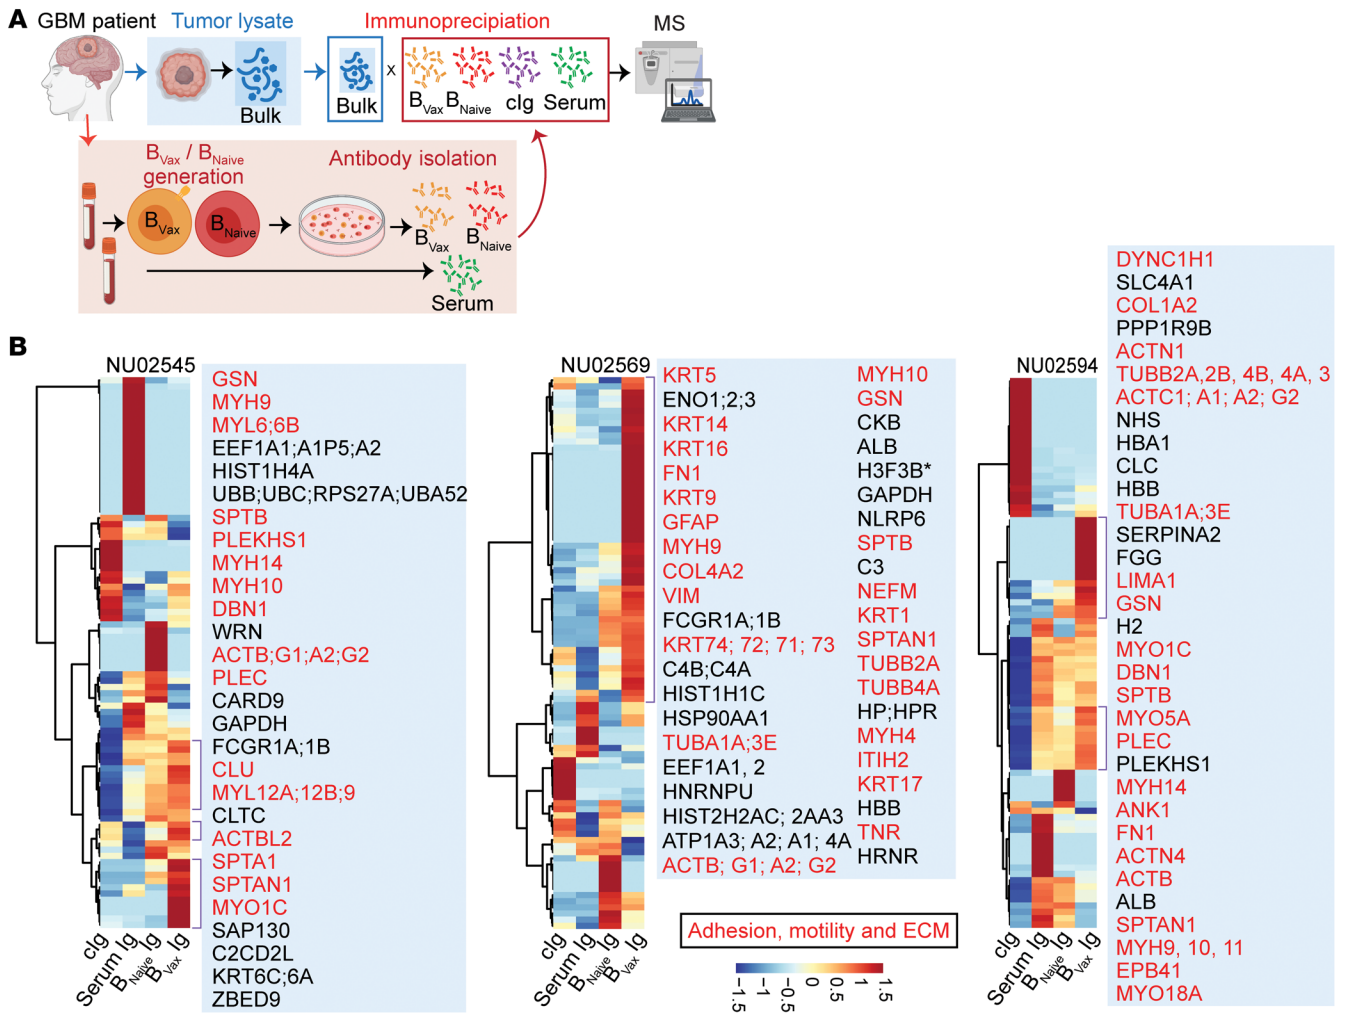 A
GBM patient
Tumor lysate
Immunoprecipiation
MS
Bulk
Bulk
x
BVax BNaive cIg Serum
BVax / BNaive
generation
Antibody isolation
BVax
BNaive
BVax
BNaive
Serum
B
NU02545
GSN
MYH9
MYL6;6B
EEF1A1;A1P5;A2
HIST1H4A
UBB;UBC;RPS27A;UBA52
SPTB
PLEKHS1
MYH14
MYH10
DBN1
WRN
ACTB;G1;A2;G2
PLEC
CARD9
GAPDH
FCGR1A;1B
CLU
MYL12A;12B;9
CLTC
ACTBL2
SPTA1
SPTAN1
MYO1C
SAP130
C2CD2L
KRT6C;6A
ZBED9
cIg
Serum Ig
BNaive Ig
BVax Ig
NU02569
KRT5
ENO1;2;3
KRT14
KRT16
FN1
KRT9
GFAP
MYH9
COL4A2
VIM
FCGR1A;1B
KRT74; 72; 71; 73
C4B;C4A
HIST1H1C
HSP90AA1
TUBA1A;3E
EEF1A1, 2
HNRNPU
HIST2H2AC; 2AA3
ATP1A3; A2; A1; 4A
ACTB; G1; A2; G2
MYH10
GSN
CKB
ALB
H3F3B*
GAPDH
NLRP6
SPTB
C3
NEFM
KRT1
SPTAN1
TUBB2A
TUBB4A
HP;HPR
MYH4
ITIH2
KRT17
HBB
TNR
HRNR
cIg
Serum Ig
BNaive Ig
BVax Ig
Adhesion, motility and ECM
−1.5
−1
−0.5
0
0.5
1
1.5
NU02594
DYNC1H1
SLC4A1
COL1A2
PPP1R9B
ACTN1
TUBB2A,2B, 4B, 4A, 3
ACTC1; A1; A2; G2
NHS
HBA1
CLC
HBB
TUBA1A;3E
SERPINA2
FGG
LIMA1
GSN
H2
MYO1C
DBN1
SPTB
MYO5A
PLEC
PLEKHS1
MYH14
ANK1
FN1
ACTN4
ACTB
ALB
SPTAN1
MYH9, 10, 11
EPB41
MYO18A
cIg
Serum Ig
BNaive Ig
BVax Ig